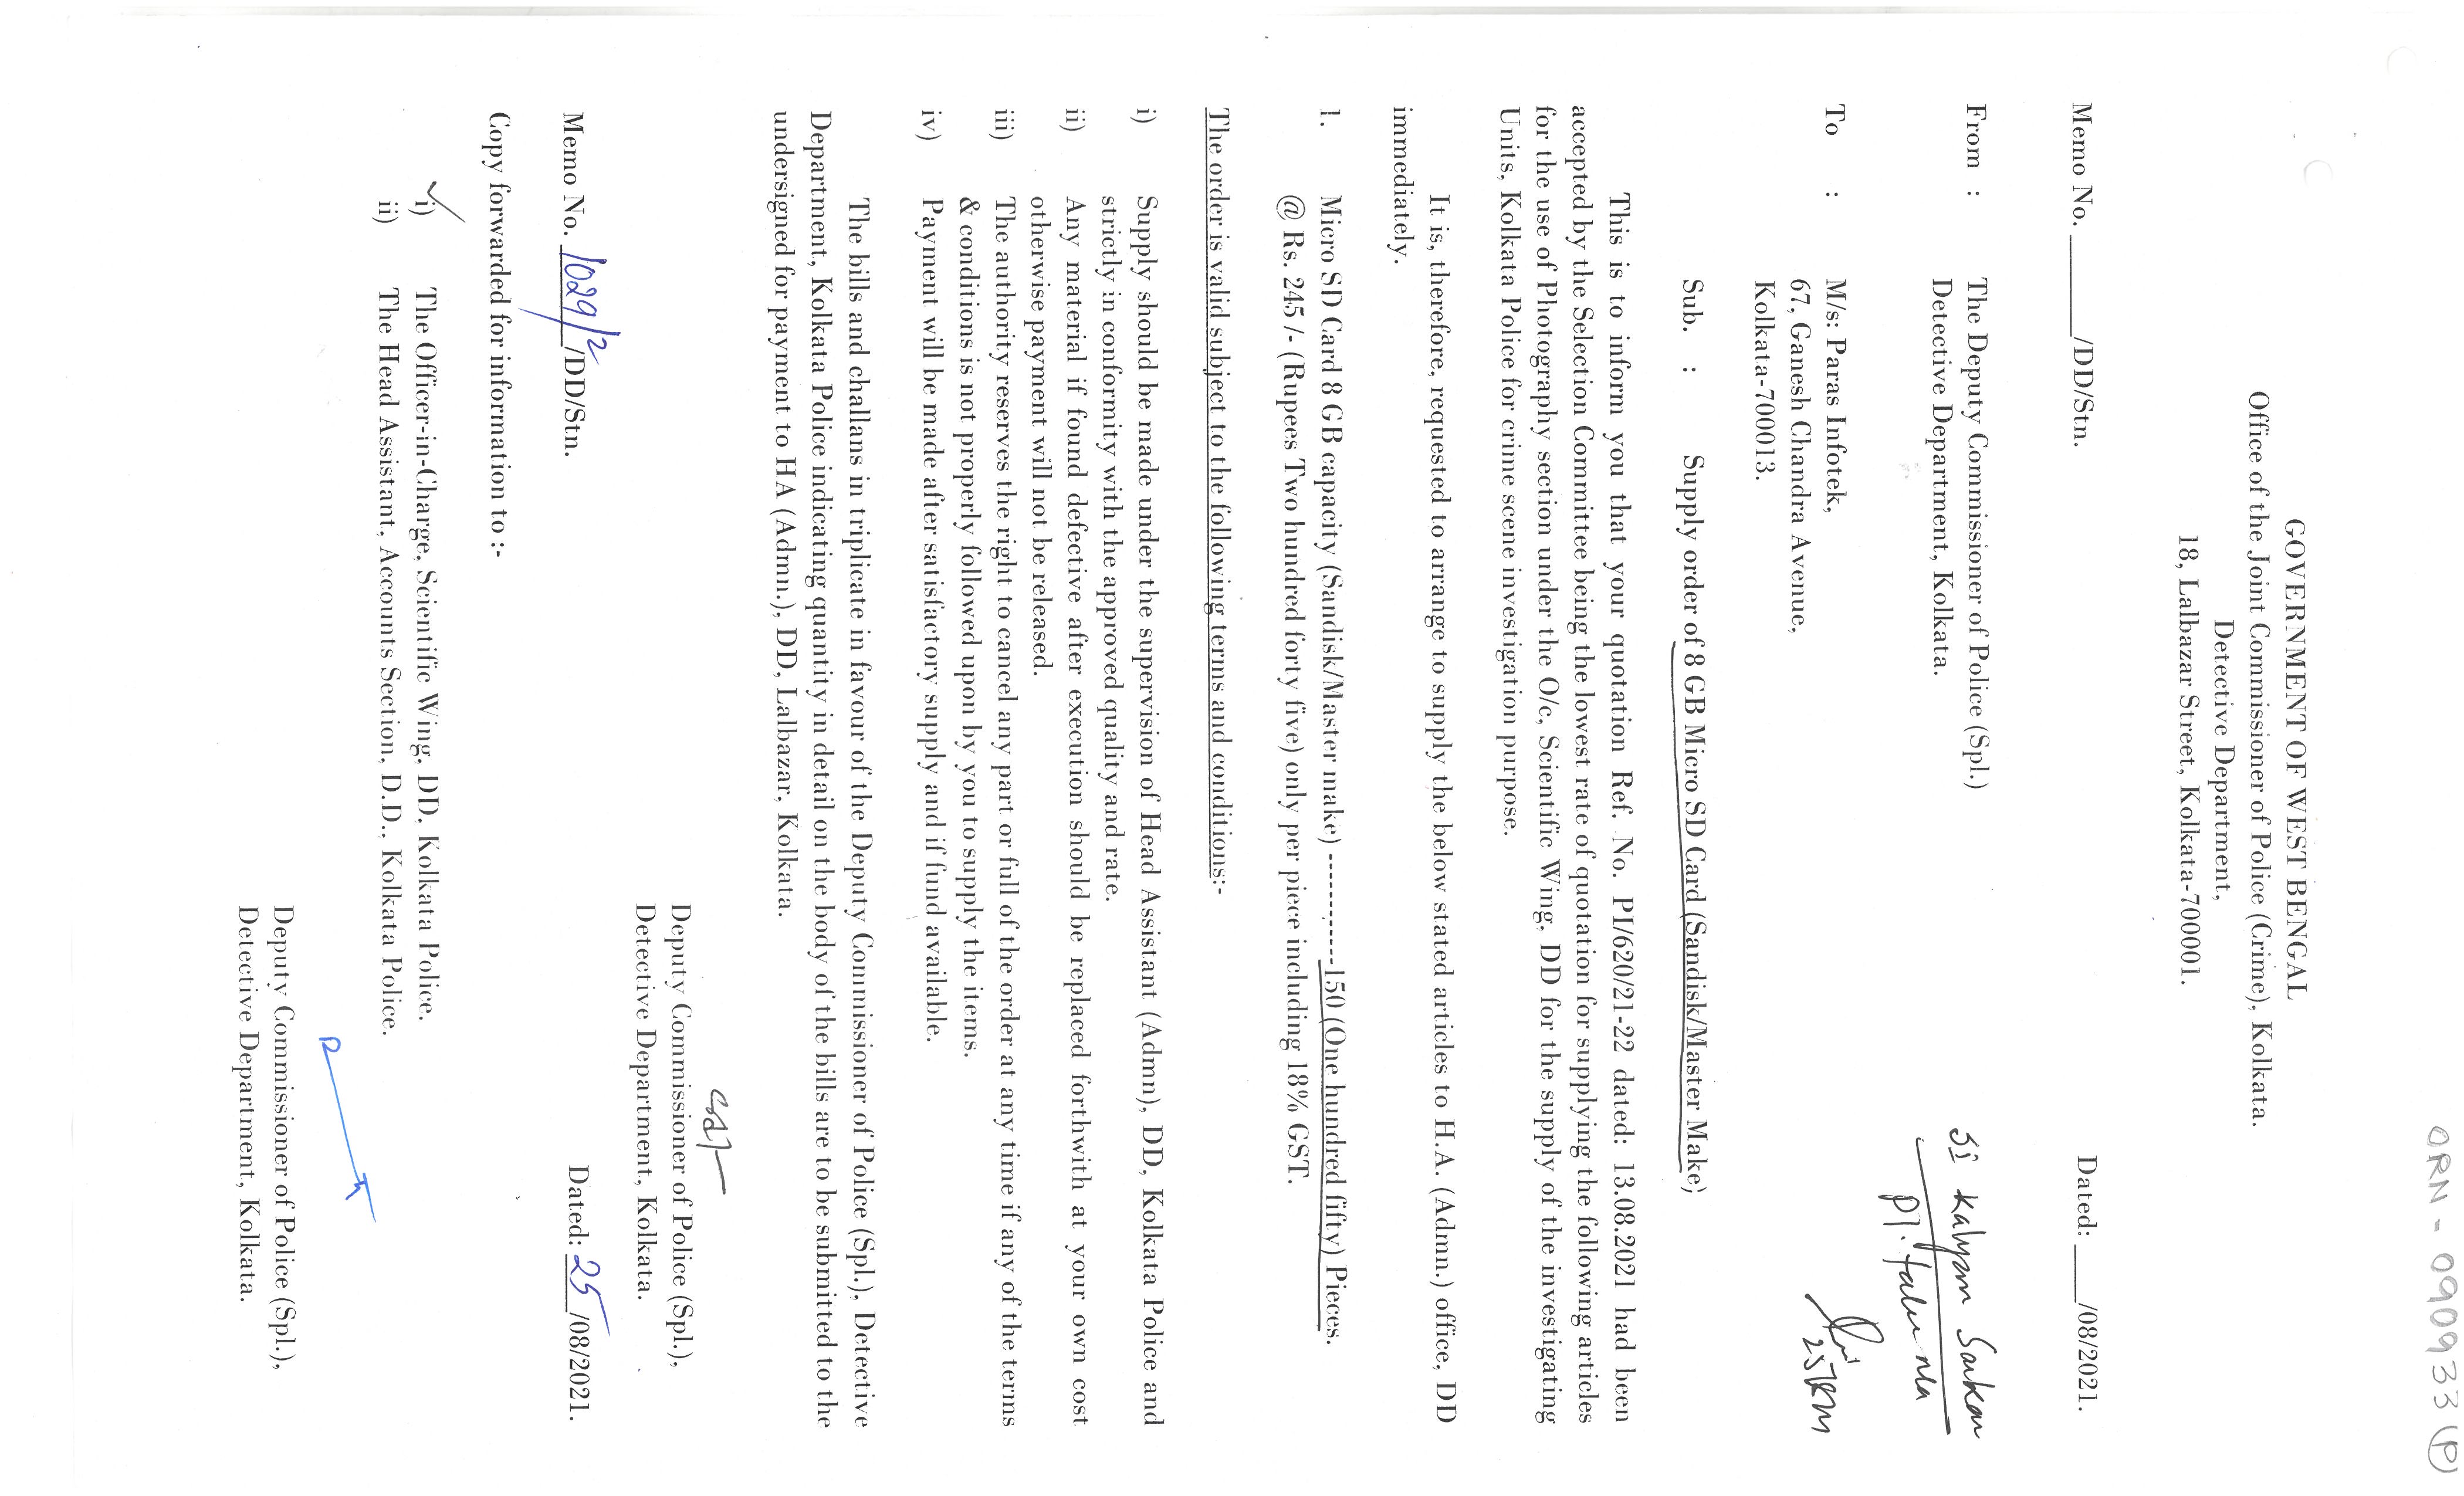 ORN - 090933 (P)
GOVERNMENT OF WEST BENGAL
Office of the Joint Commissioner of Police (Crime), Kolkata.
Detective Department,
18, Lalbazar Street, Kolkata-700001.
Memo No. _______/DD/Stn. Dated: ____/08/2021.
From : The Deputy Commissioner of Police (Spl.)
Detective Department, Kolkata.
SI Kalyan Sarkar
Pl.
To : M/s: Paras Infotek,
67, Ganesh Chandra Avenue,
Kolkata-700013.
Sub. : Supply order of 8 GB Micro SD Card (Sandisk/Master Make)
This is to inform you that your quotation Ref. No. PI/620/21-22 dated: 13.08.2021 had been
accepted by the Selection Committee being the lowest rate of quotation for supplying the following articles
for the use of Photography section under the O/c, Scientific Wing, DD for the supply of the investigating
Units, Kolkata Police for crime scene investigation purpose.
It is, therefore, requested to arrange to supply the below stated articles to H.A. (Admn.) office, DD
immediately.
1. Micro SD Card 8 GB capacity (Sandisk/Master make) ------------150 (One hundred fifty) Pieces.
@ Rs. 245 /- (Rupees Two hundred forty five) only per piece including 18% GST.
The order is valid subject to the following terms and conditions:-
i) Supply should be made under the supervision of Head Assistant (Admn), DD, Kolkata Police and
strictly in conformity with the approved quality and rate.
ii) Any material if found defective after execution should be replaced forthwith at your own cost
otherwise payment will not be released.
iii) The authority reserves the right to cancel any part or full of the order at any time if any of the terms
& conditions is not properly followed upon by you to supply the items.
iv) Payment will be made after satisfactory supply and if fund available.
The bills and challans in triplicate in favour of the Deputy Commissioner of Police (Spl.), Detective
Department, Kolkata Police indicating quantity in detail on the body of the bills are to be submitted to the
undersigned for payment to HA (Admn.), DD, Lalbazar, Kolkata.
Sd/-
Deputy Commissioner of Police (Spl.),
Detective Department, Kolkata.
Memo No. 1029/2/DD/Stn. Dated: 25/08/2021.
Copy forwarded for information to :-
i) The Officer-in-Charge, Scientific Wing, DD, Kolkata Police.
ii) The Head Assistant, Accounts Section, D.D., Kolkata Police.
Deputy Commissioner of Police (Spl.),
Detective Department, Kolkata.